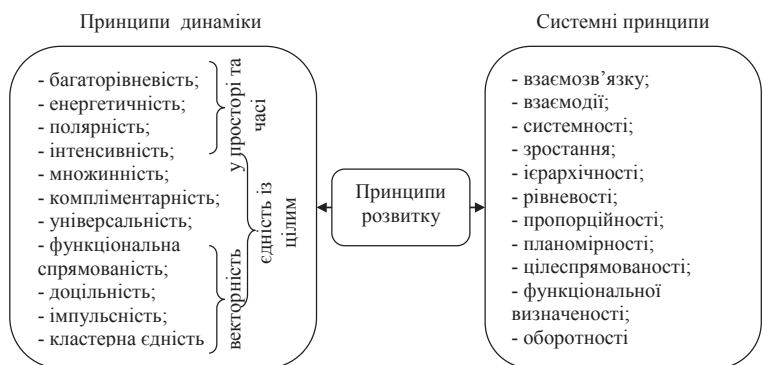 Принципи динаміки
- багаторівневість;
- енергетичність;
- полярність;
- інтенсивність;
- множинність;
- компліментарність;
- універсальність;
- функціональна
спрямованість;
- доцільність;
- імпульсність;
- кластерна єдність
у просторі та
часі
єдність із
цілим
векторність
Принципи
розвитку
Системні принципи
- взаємозв’язку;
- взаємодії;
- системності;
- зростання;
- ієрархічності;
- рівневості;
- пропорційності;
- планомірності;
- цілеспрямованості;
- функціональної
визначеності;
- оборотності